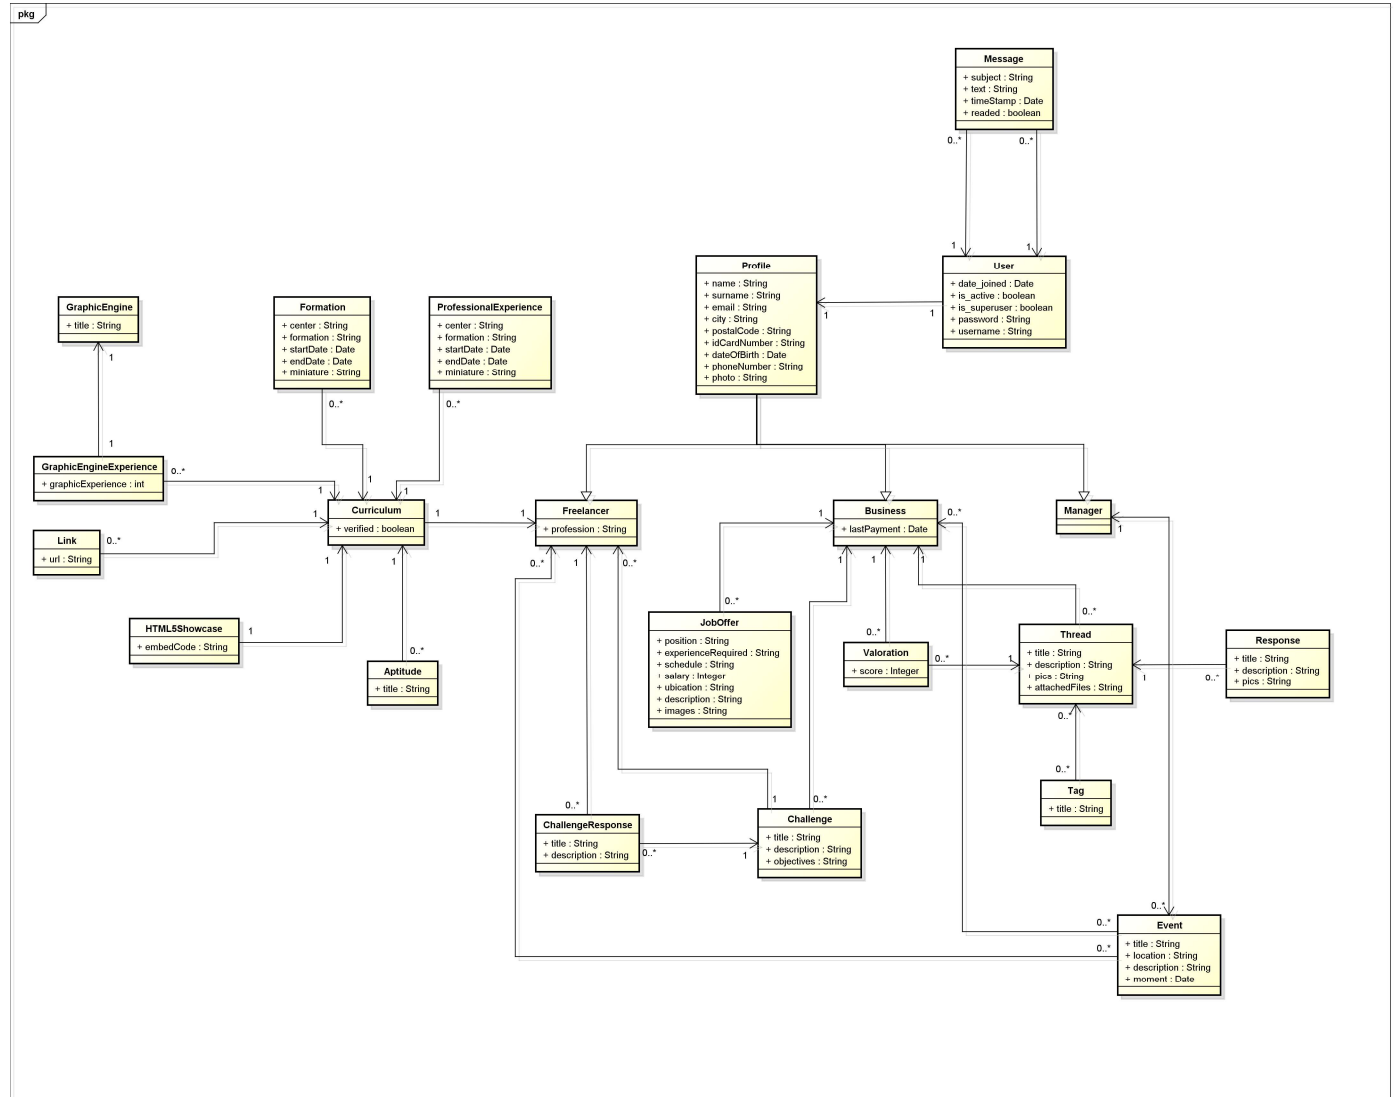 pkg
Message
+ subject : String
+ text : String
+ timeStamp : Date
+ readed : boolean
0..*
0..*
1
1
Profile
+ name : String
+ surname : String
+ email : String
+ city : String
+ postalCode : String
+ idCardNumber : String
+ dateOfBirth : Date
+ phoneNumber : String
+ photo : String
User
+ date_joined : Date
+ is_active : boolean
+ is_superuser : boolean
+ password : String
+ username : String
1
1
GraphicEngine
+ title : String
1
1
Formation
+ center : String
+ formation : String
+ startDate : Date
+ endDate : Date
+ miniature : String
0..*
1
ProfessionalExperience
+ center : String
+ formation : String
+ startDate : Date
+ endDate : Date
+ miniature : String
0..*
1
GraphicEngineExperience
+ graphicExperience : int
0..*
1
Link
+ url : String
0..*
1
Curriculum
+ verified : boolean
1
1
Freelancer
+ profession : String
0..*
1
0..*
Business
+ lastPayment : Date
1
0..*
1
1
1
Manager
1
HTML5Showcase
+ embedCode : String
1
1
Aptitude
+ title : String
0..*
1
JobOffer
+ position : String
+ experienceRequired : String
+ schedule : String
+ salary : Integer
+ ubication : String
+ description : String
+ images : String
0..*
Valoration
+ score : Integer
0..*
0..*
1
Thread
+ title : String
+ description : String
+ pics : String
+ attachedFiles : String
0..*
1
0..*
0..*
Response
+ title : String
+ description : String
+ pics : String
0..*
Tag
+ title : String
ChallengeResponse
+ title : String
+ description : String
0..*
0..*
1
Challenge
+ title : String
+ description : String
+ objectives : String
1
0..*
Event
+ title : String
+ location : String
+ description : String
+ moment : Date
0..*
0..*
0..*